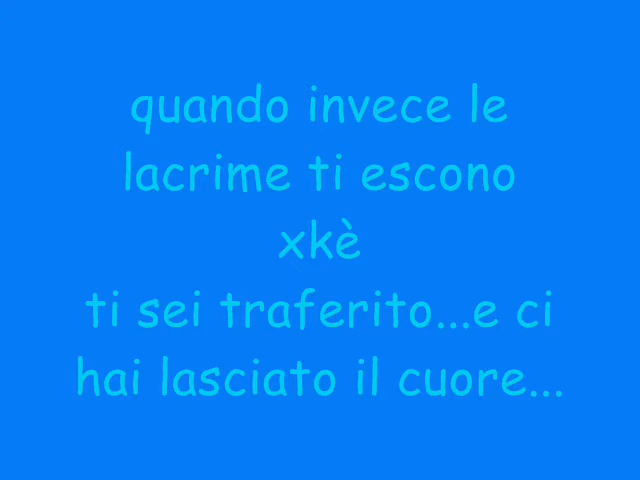 quando invece le
lacrime ti escono
xkè
ti sei traferito...e ci
hai lasciato il cuore...